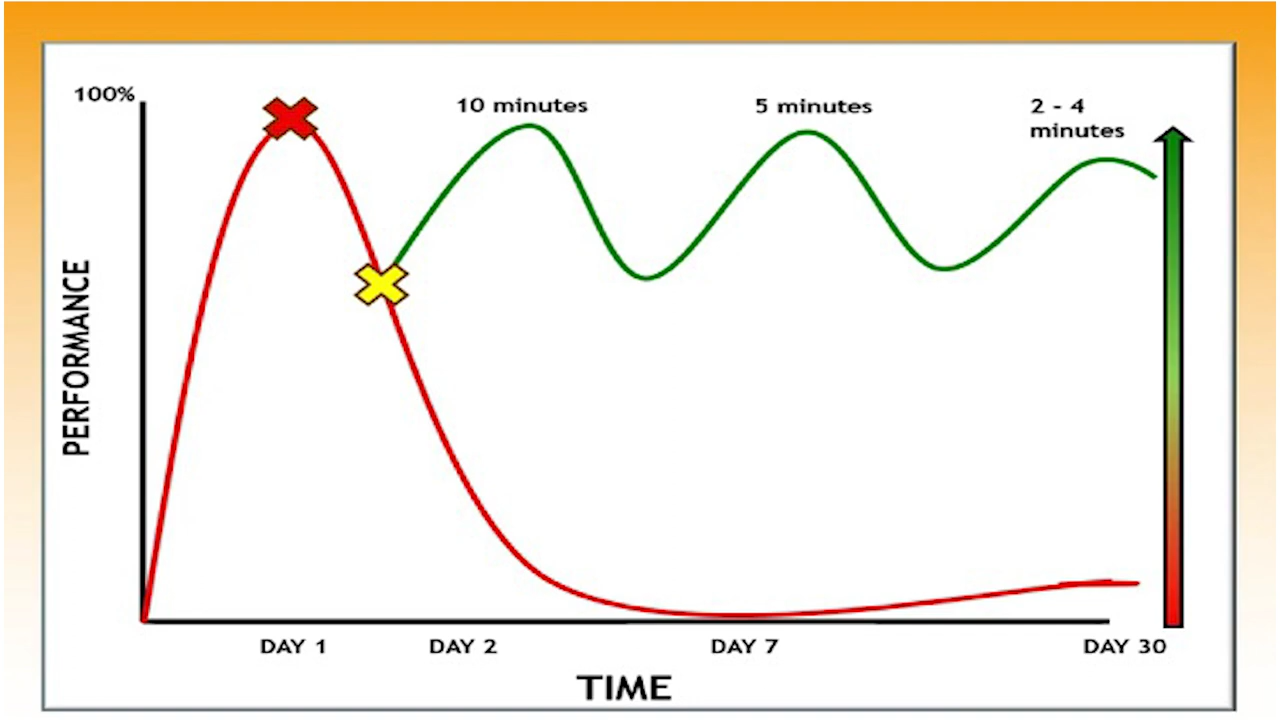 100%
10 minutes
5 minutes
2 - 4
minutes
PERFORMANCE
DAY 1
DAY 2
DAY 7
DAY 30
TIME